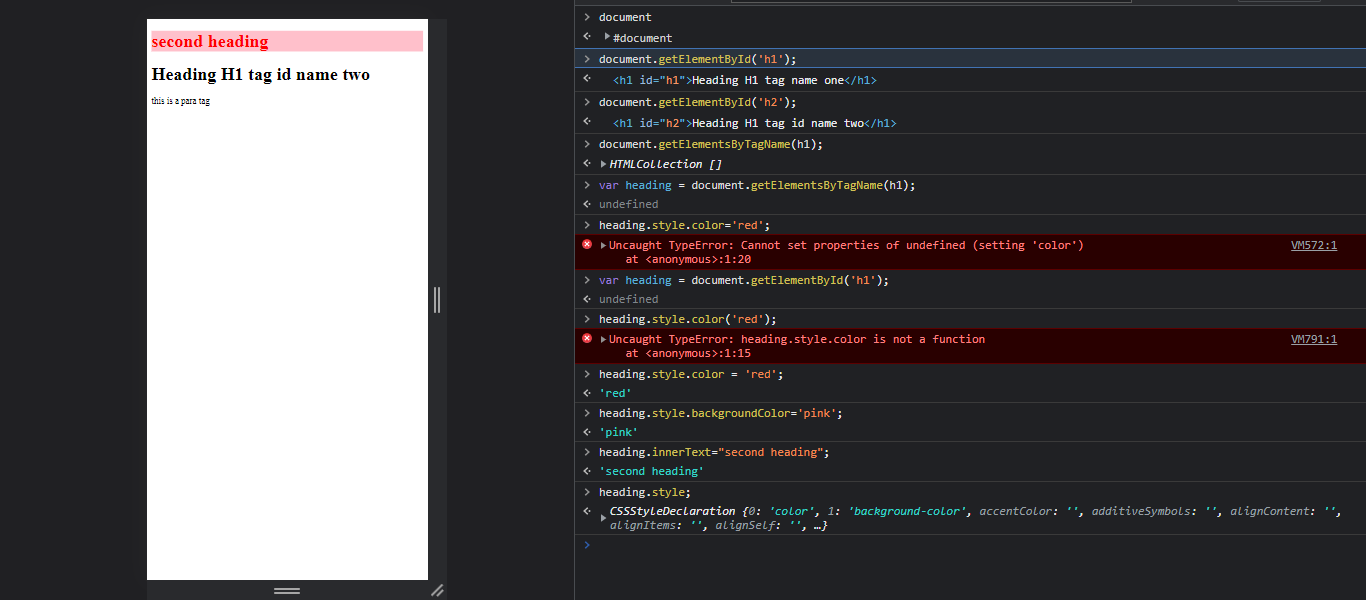 second heading
Heading H1 tag id name two
this is a para tag
document
#document
document.getElementById('h1');
<h1 id="h1">Heading H1 tag name one</h1>
document.getElementById('h2');
<h1 id="h2">Heading H1 tag id name two</h1>
document.getElementsByTagName(h1);
HTMLCollection []
var heading = document.getElementsByTagName(h1);
undefined
heading.style.color='red';
Uncaught TypeError: Cannot set properties of undefined (setting 'color') VM572:1
at <anonymous>:1:20
var heading = document.getElementById('h1');
undefined
heading.style.color('red');
Uncaught TypeError: heading.style.color is not a function VM791:1
at <anonymous>:1:15
heading.style.color = 'red';
'red'
heading.style.backgroundColor='pink';
'pink'
heading.innerText="second heading";
'second heading'
heading.style;
CSSStyleDeclaration {0: 'color', 1: 'background-color', accentColor: '', additiveSymbols: '', alignContent: '',
alignItems: '', alignSelf: '', …}